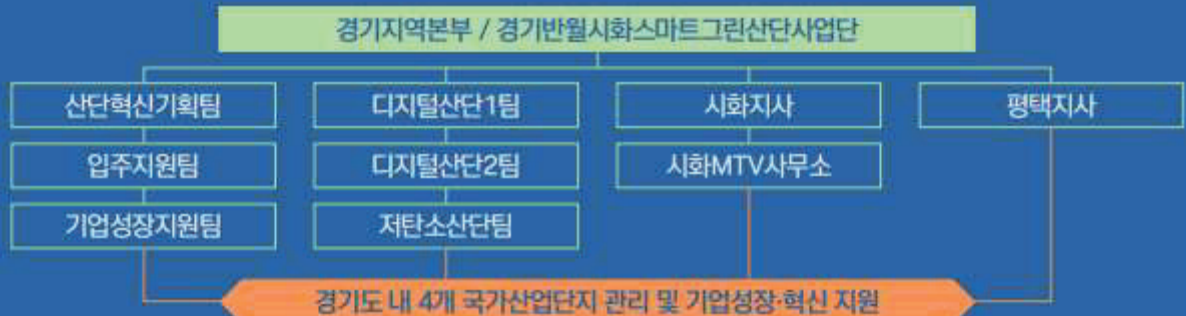 경기지역본부 / 경기반월시화스마트그린산단사업단
산단혁신기획팀
입주지원팀
기업성장지원팀
디지털산단1팀
디지털산단2팀
저탄소산단팀
시화지사
시화MTV사무소
평택지사
경기도 내 4개 국가산업단지 관리 및 기업성장·혁신 지원